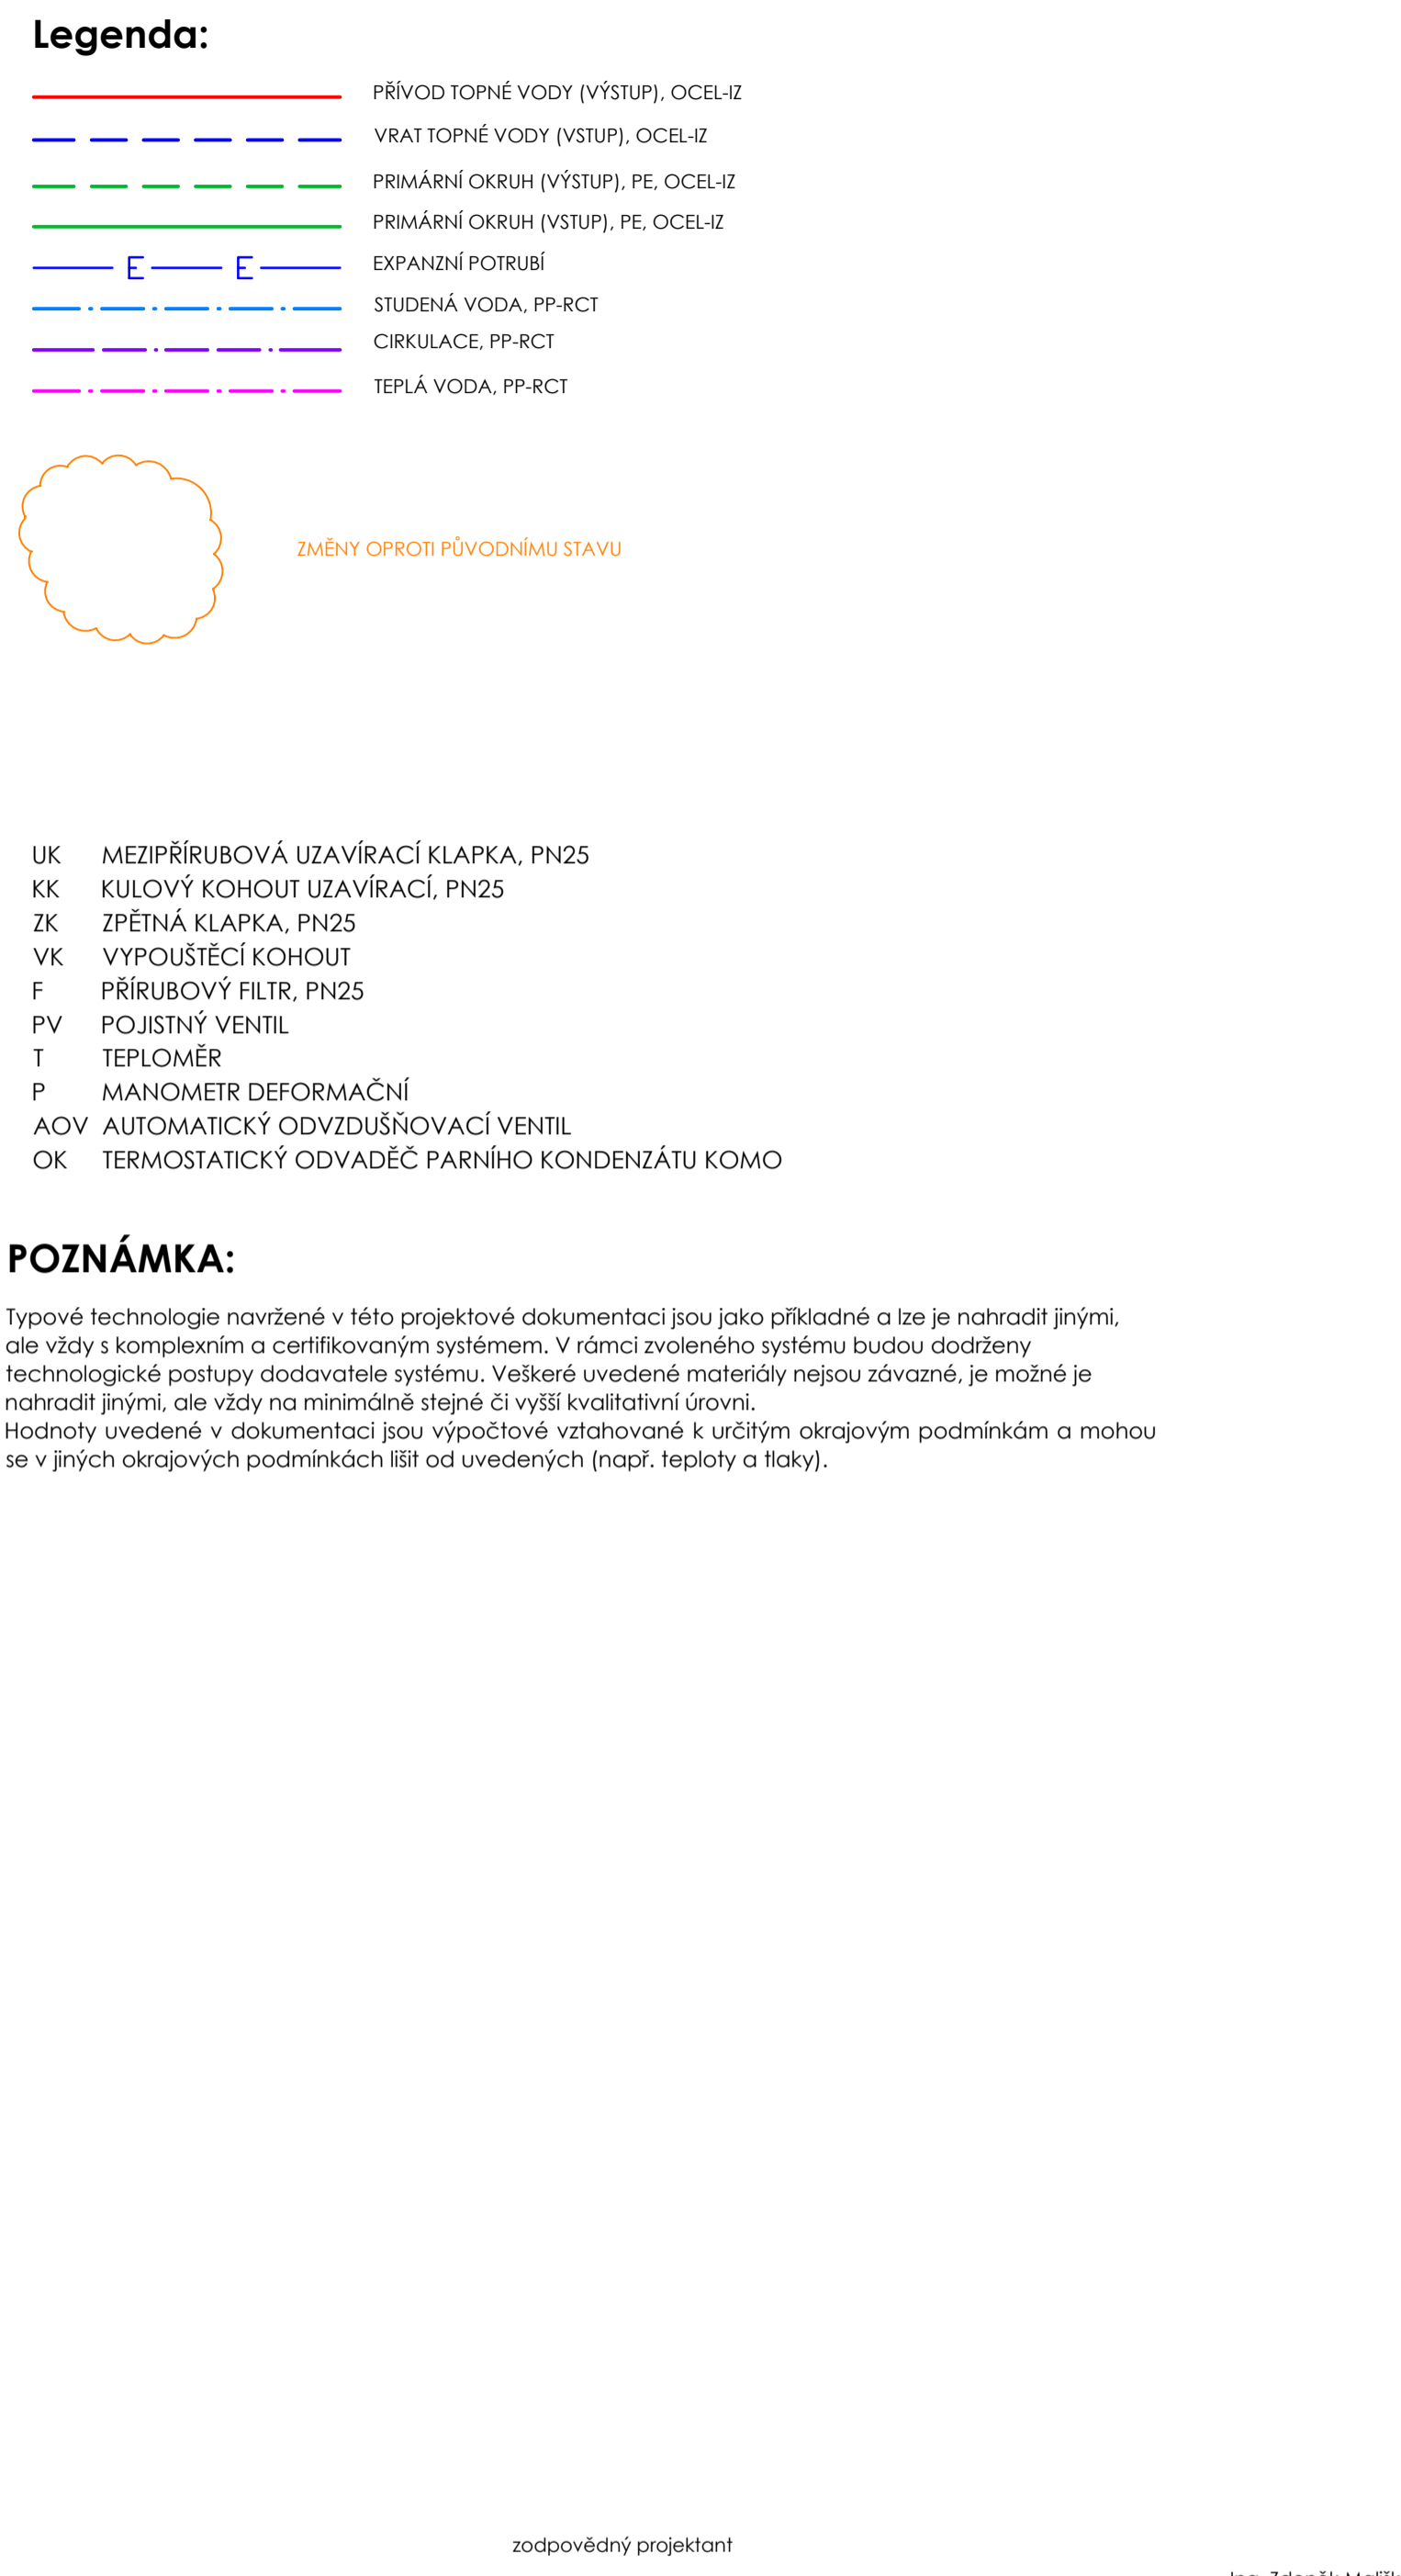 Legenda:
PŘÍVOD TOPNÉ VODY (VÝSTUP), OCEL-IZ
VRAT TOPNÉ VODY (VSTUP), OCEL-IZ
PRIMÁRNÍ OKRUH (VÝSTUP), PE, OCEL-IZ
PRIMÁRNÍ OKRUH (VSTUP), PE, OCEL-IZ
E E EXPANZNÍ POTRUBÍ
STUDENÁ VODA, PP-RCT
CIRKULACE, PP-RCT
TEPLÁ VODA, PP-RCT
ZMĚNY OPROTI PŮVODNÍMU STAVU
UK MEZIPŘÍRUBOVÁ UZAVÍRACÍ KLAPKA, PN25
KK KULOVÝ KOHOUT UZAVÍRACÍ, PN25
ZK ZPĚTNÁ KLAPKA, PN25
VK VYPOUŠTĚCÍ KOHOUT
F PŘÍRUBOVÝ FILTR, PN25
PV POJISTNÝ VENTIL
T TEPLOMĚR
P MANOMETR DEFORMAČNÍ
AOV AUTOMATICKÝ ODVZDUŠŇOVACÍ VENTIL
OK TERMOSTATICKÝ ODVADĚČ PARNÍHO KONDENZÁTU KOMO
POZNÁMKA:
Typové technologie navržené v této projektové dokumentaci jsou jako příkladné a lze je nahradit jinými,
ale vždy s komplexním a certifikovaným systémem. V rámci zvoleného systému budou dodrženy
technologické postupy dodavatele systému. Veškeré uvedené materiály nejsou závazné, je možné je
nahradit jinými, ale vždy na minimálně stejné či vyšší kvalitativní úrovni.
Hodnoty uvedené v dokumentaci jsou výpočtové vztahované k určitým okrajovým podmínkám a mohou
se v jiných okrajových podmínkách lišit od uvedených (např. teploty a tlaky).
zodpovědný projektant